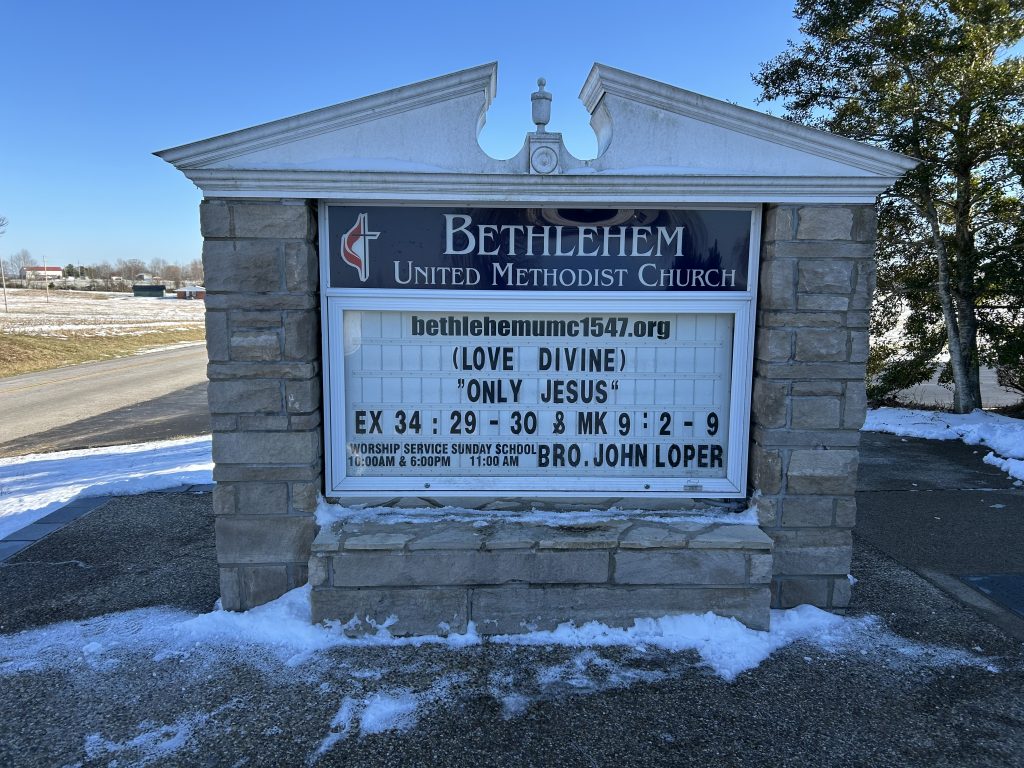 BETHLEHEM
UNITED METHODIST CHURCH
bethlehemumc1547.org
(LOVE DIVINE)
"ONLY JESUS"
EX 34:29-30 & MK 9:2-9
WORSHIP SERVICE SUNDAY SCHOOL
10:00AM & 6:00PM 11:00 AM BRO. JOHN LOPER